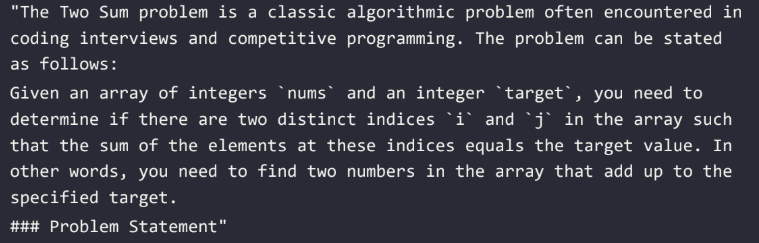 "The Two Sum problem is a classic algorithmic problem often encountered in
coding interviews and competitive programming. The problem can be stated
as follows:
Given an array of integers `nums` and an integer `target`, you need to
determine if there are two distinct indices `i` and `j` in the array such
that the sum of the elements at these indices equals the target value. In
other words, you need to find two numbers in the array that add up to the
specified target.
### Problem Statement"